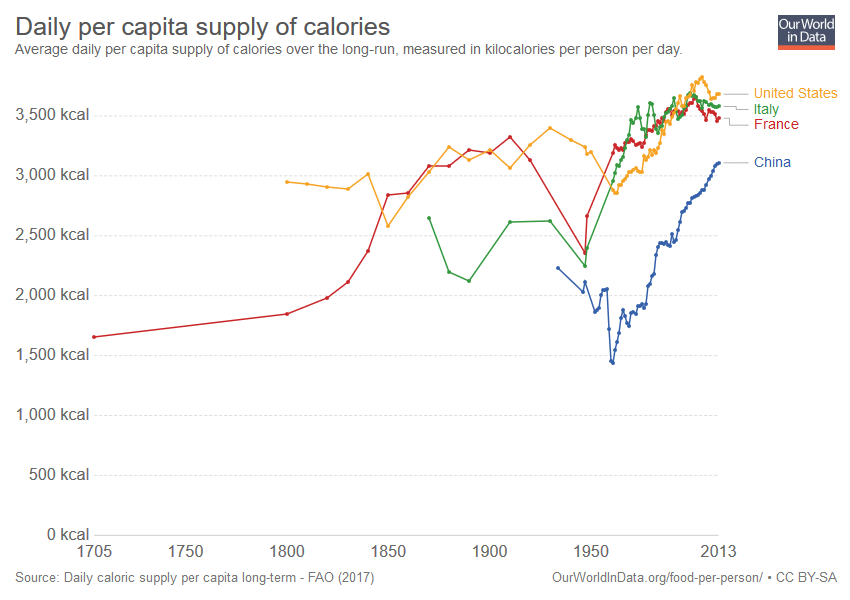 Daily per capita supply of calories
Average daily per capita supply of calories over the long-run, measured in kilocalories per person per day.
Our World
in Data
3,500 kcal
3,000 kcal
2,500 kcal
2,000 kcal
1,500 kcal
1,000 kcal
500 kcal
0 kcal
United States
Italy
France
China
1705
1750
1800
1850
1900
1950
2013
Source: Daily caloric supply per capita long-term - FAO (2017)
OurWorldInData.org/food-per-person/ • CC BY-SA